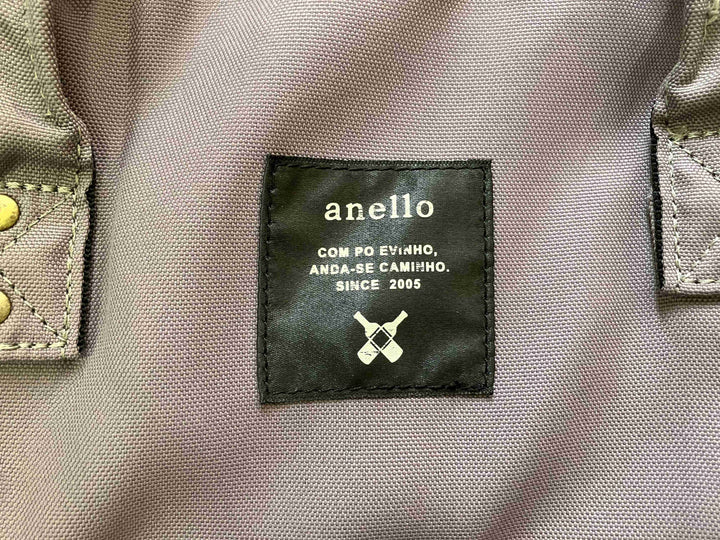 anello
COM PO EVINHO,
ANDA-SE CAMINHO.
SINCE 2005